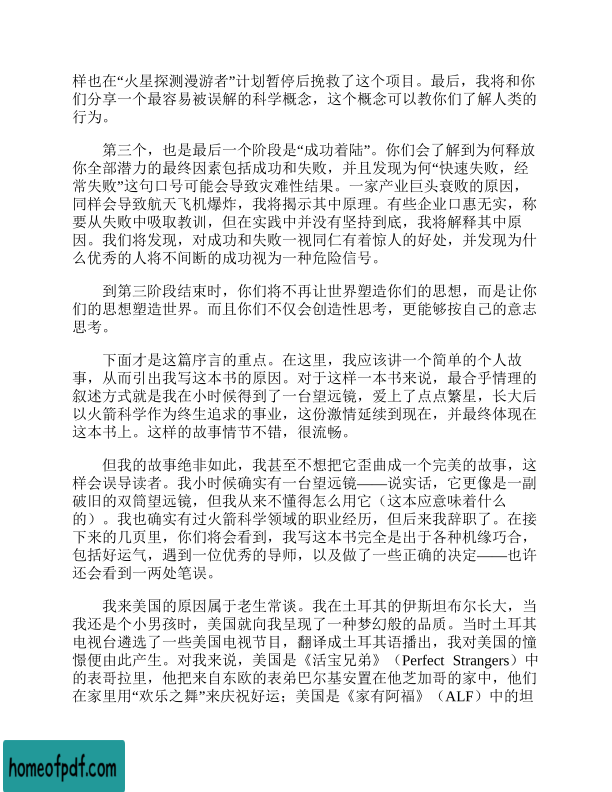 样也在“火星探测漫游者”计划暂停后挽救了这个项目。最后，我将和你
们分享一个最容易被误解的科学概念，这个概念可以教你们了解人类的
行为。
第三个，也是最后一个阶段是“成功着陆”。你们会了解到为何释放
你全部潜力的最终因素包括成功和失败，并且发现为何“快速失败，经
常失败”这句口号可能会导致灾难性结果。一家产业巨头衰败的原因，
同样会导致航天飞机爆炸，我将揭示其中原理。有些企业口惠无实，称
要从失败中吸取教训，但在实践中并没有坚持到底，我将解释其中原
因。我们将发现，对成功和失败一视同仁有着惊人的好处，并发现为什
么优秀的人将不间断的成功视为一种危险信号。
到第三阶段结束时，你们将不再让世界塑造你们的思想，而是让你
们的思想塑造世界。而且你们不仅会创造性思考，更能够按自己的意志
思考。
下面才是这篇序言的重点。在这里，我应该讲一个简单的个人故
事，从而引出我写这本书的原因。对于这样一本书来说，最合乎情理的
叙述方式就是我在小时候得到了一台望远镜，爱上了点点繁星，长大后
以火箭科学作为终生追求的事业，这份激情延续到现在，并最终体现在
这本书上。这样的故事情节不错，很流畅。
但我的故事绝非如此，我甚至不想把它歪曲成一个完美的故事，这
样会误导读者。我小时候确实有一台望远镜——说实话，它更像是一副
破旧的双筒望远镜，但我从来不懂得怎么用它（这本应意味着什么
的）。我也确实有过火箭科学领域的职业经历，但后来我辞职了。在接
下来的几页里，你们将会看到，我写这本书完全是出于各种机缘巧合，
包括好运气，遇到一位优秀的导师，以及做了一些正确的决定——也许
还会看到一两处笔误。
我来美国的原因属于老生常谈。我在土耳其的伊斯坦布尔长大，当
我还是个小男孩时，美国就向我呈现了一种梦幻般的品质。当时土耳其
电视台遴选了一些美国电视节目，翻译成土耳其语播出，我对美国的憧
憬便由此产生。对我来说，美国是《活宝兄弟》（Perfect Strangers）中
的表哥拉里，他把来自东欧的表弟巴尔基安置在他芝加哥的家中，他们
在家里用“欢乐之舞”来庆祝好运；美国是《家有阿福》（ALF）中的坦
homeofpdf.com